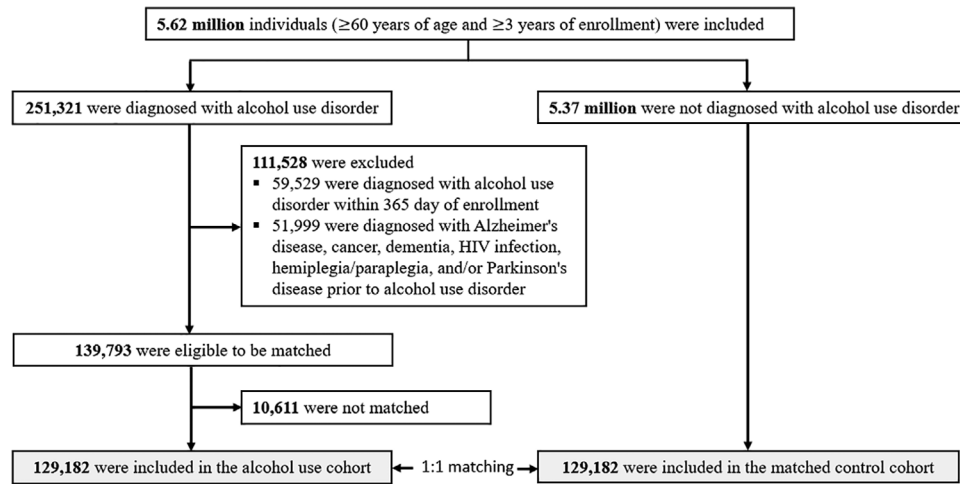 5.62 million individuals (≥60 years of age and ≥3 years of enrollment) were included
251,321 were diagnosed with alcohol use disorder
5.37 million were not diagnosed with alcohol use disorder
111,528 were excluded
▪ 59,529 were diagnosed with alcohol use
disorder within 365 day of enrollment
▪ 51,999 were diagnosed with Alzheimer's
disease, cancer, dementia, HIV infection,
hemiplegia/paraplegia, and/or Parkinson's
disease prior to alcohol use disorder
139,793 were eligible to be matched
10,611 were not matched
129,182 were included in the alcohol use cohort
1:1 matching
129,182 were included in the matched control cohort